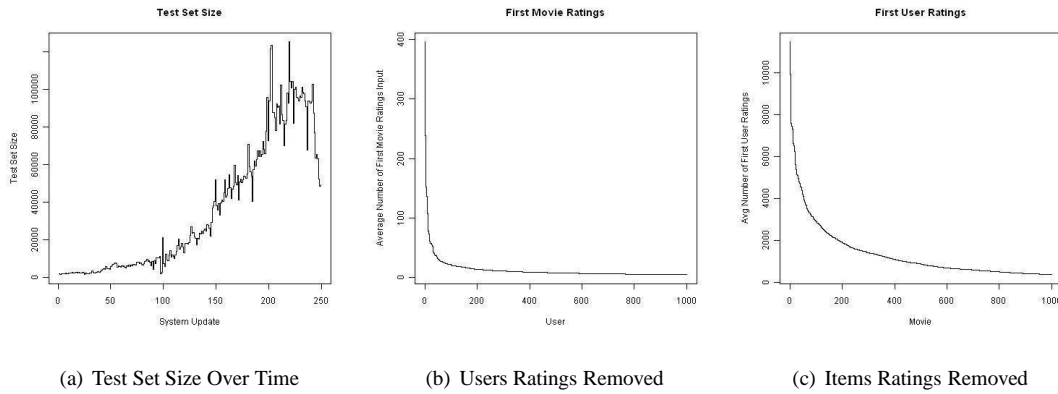 Test Set Size
Test Set Size
0
20000
40000
60000
80000
100000
0 50 100 150 200 250
System Update
First Movie Ratings
Average Number of First Movie Ratings Input
0
100
200
300
400
0 200 400 600 800 1000
User
First User Ratings
Avg Number of First User Ratings
0
2000
4000
6000
8000
10000
0 200 400 600 800 1000
Movie
(a) Test Set Size Over Time
(b) Users Ratings Removed
(c) Items Ratings Removed